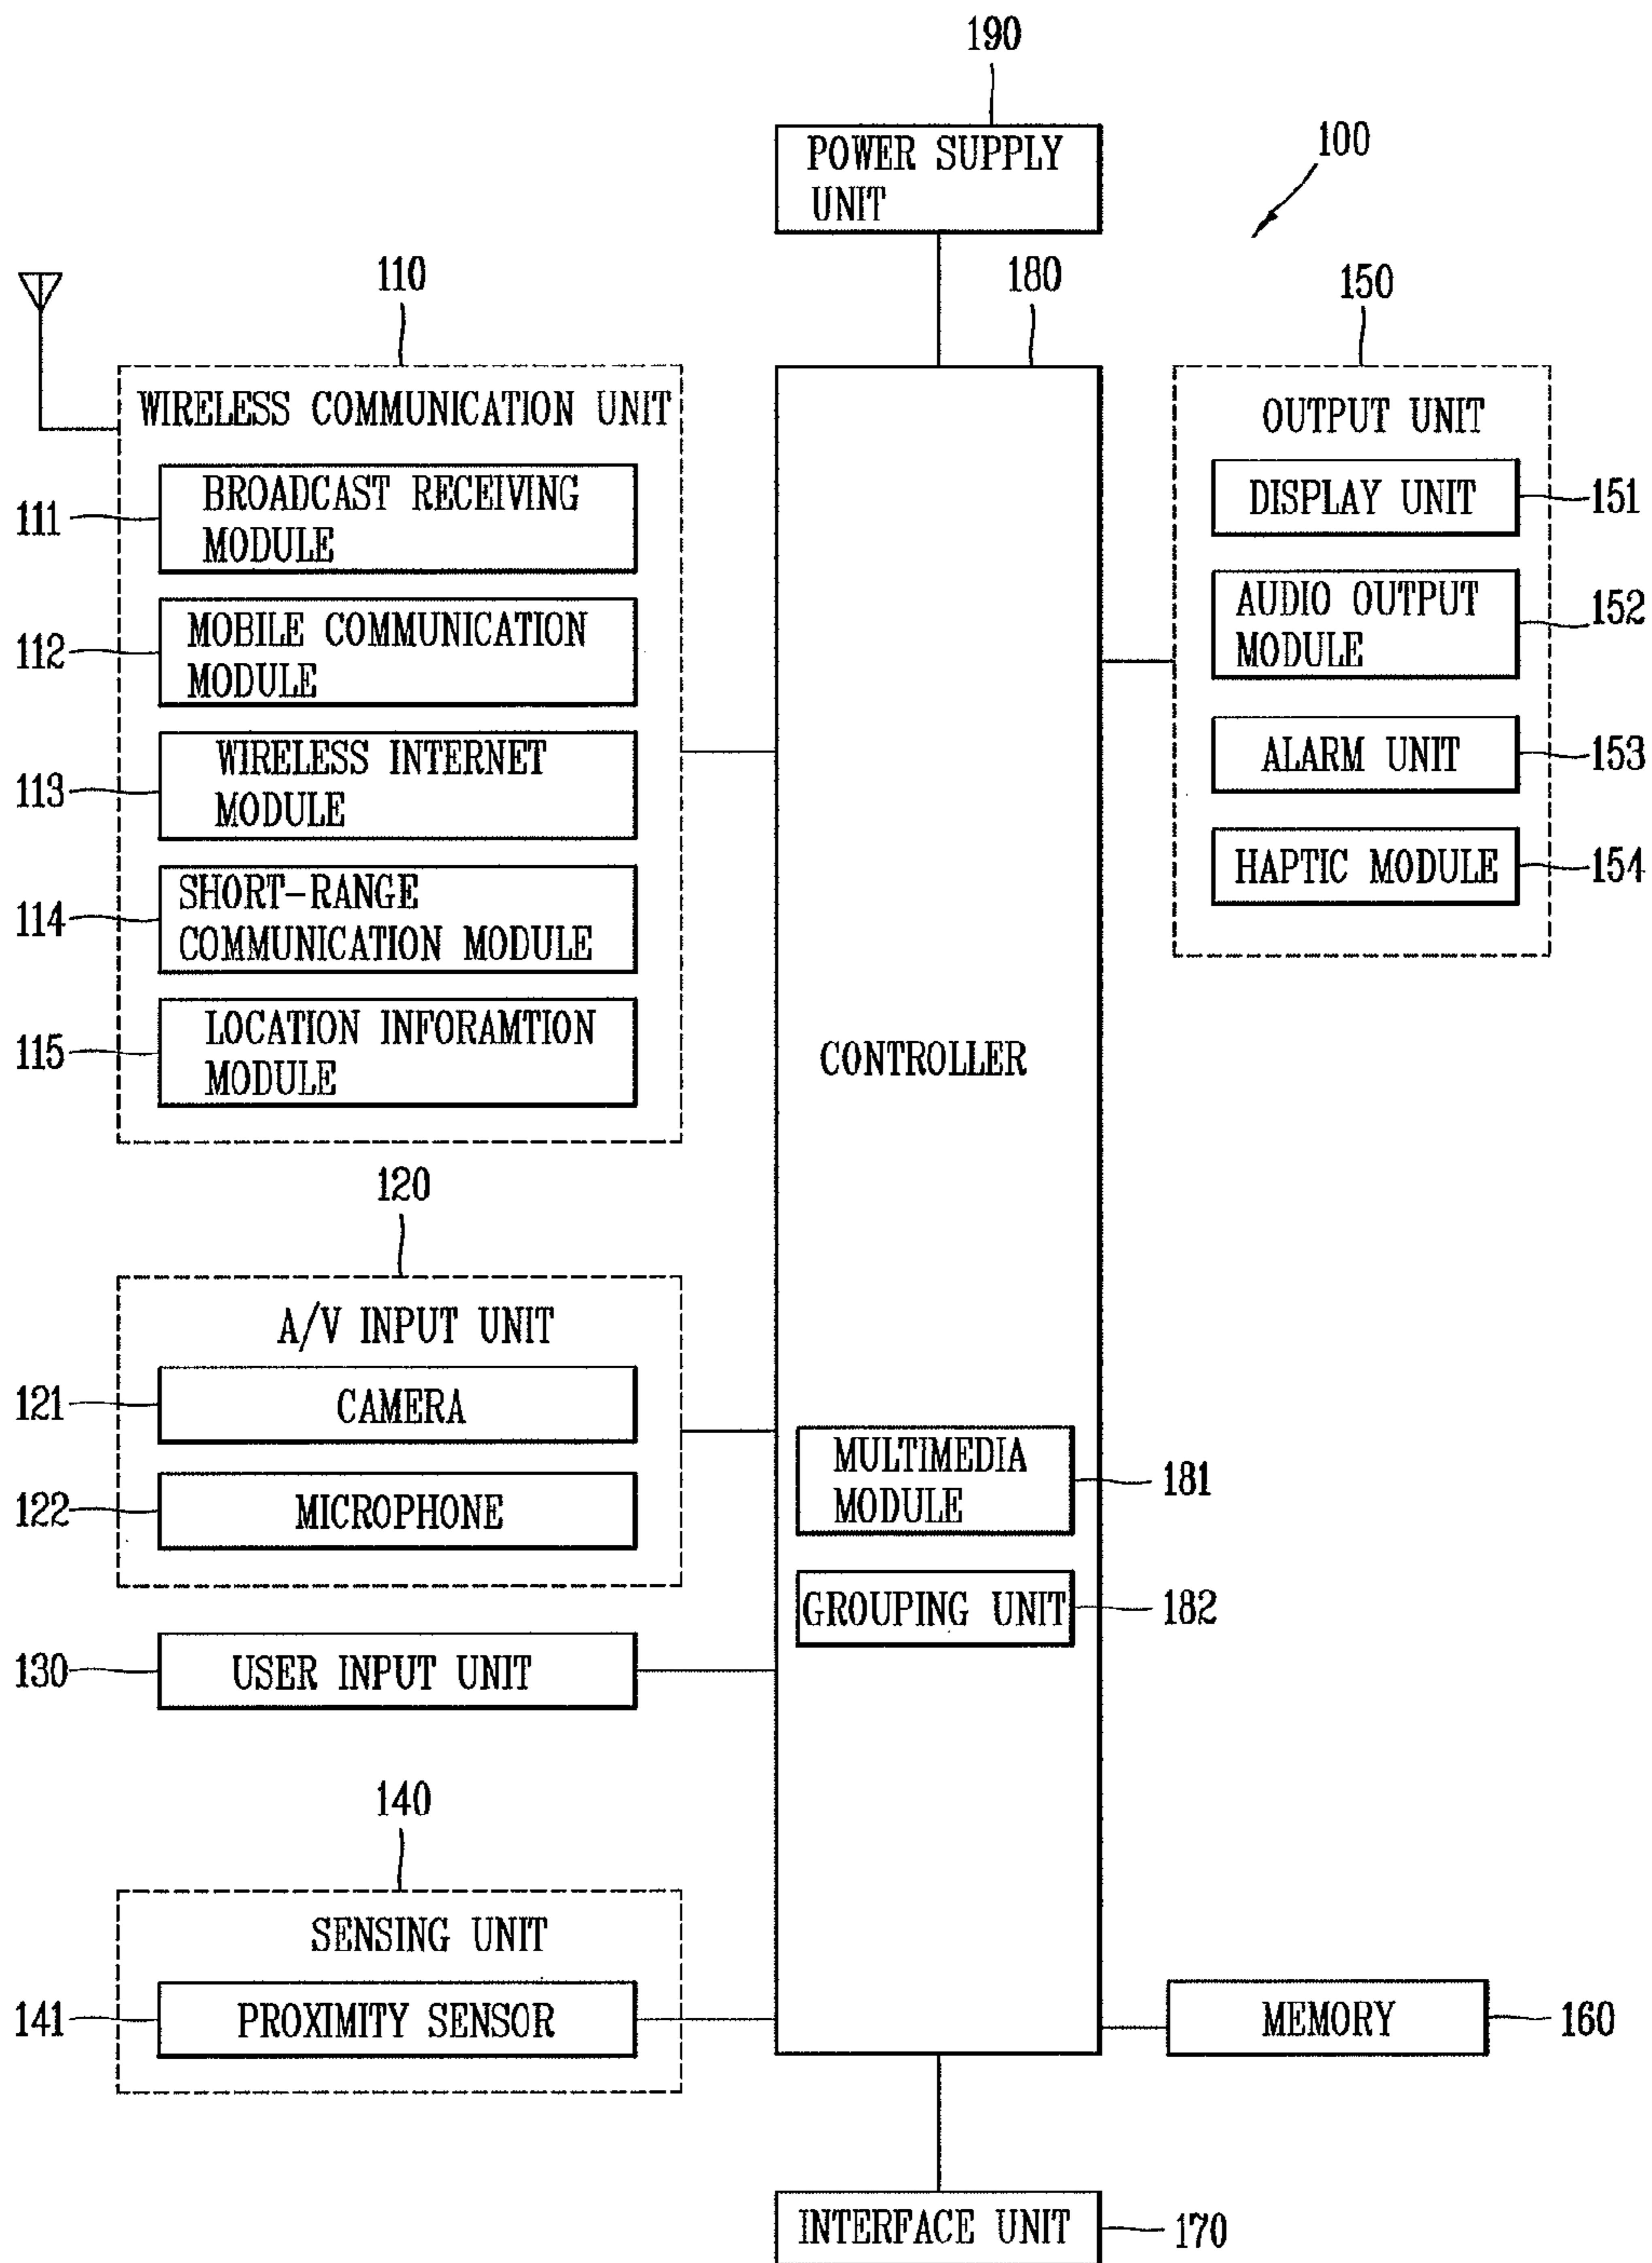 190
POWER SUPPLY
UNIT
100
110
180
150
WIRELESS COMMUNICATION UNIT
111
BROADCAST RECEIVING
MODULE
112
MOBILE COMMUNICATION
MODULE
113
WIRELESS INTERNET
MODULE
114
SHORT-RANGE
COMMUNICATION MODULE
115
LOCATION INFORAMTION
MODULE
OUTPUT UNIT
DISPLAY UNIT
151
AUDIO OUTPUT
MODULE
152
ALARM UNIT
153
HAPTIC MODULE
154
CONTROLLER
120
A/V INPUT UNIT
121
CAMERA
122
MICROPHONE
MULTIMEDIA
MODULE
181
GROUPING UNIT
182
130
USER INPUT UNIT
140
SENSING UNIT
141
PROXIMITY SENSOR
MEMORY
160
INTERFACE UNIT
170